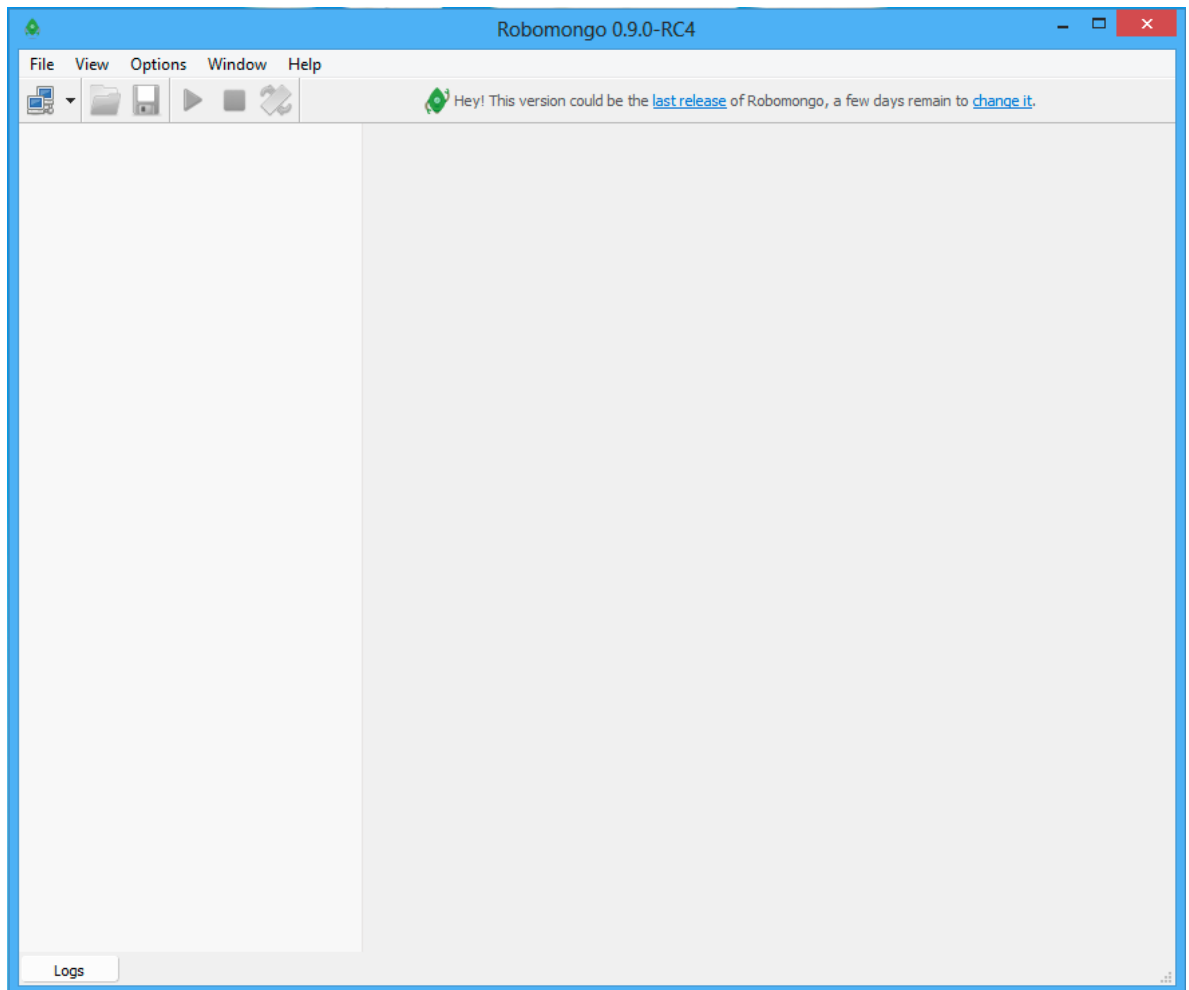 Robomongo 0.9.0-RC4
File View Options Window Help
Hey! This version could be the last release of Robomongo, a few days remain to change it.
Logs